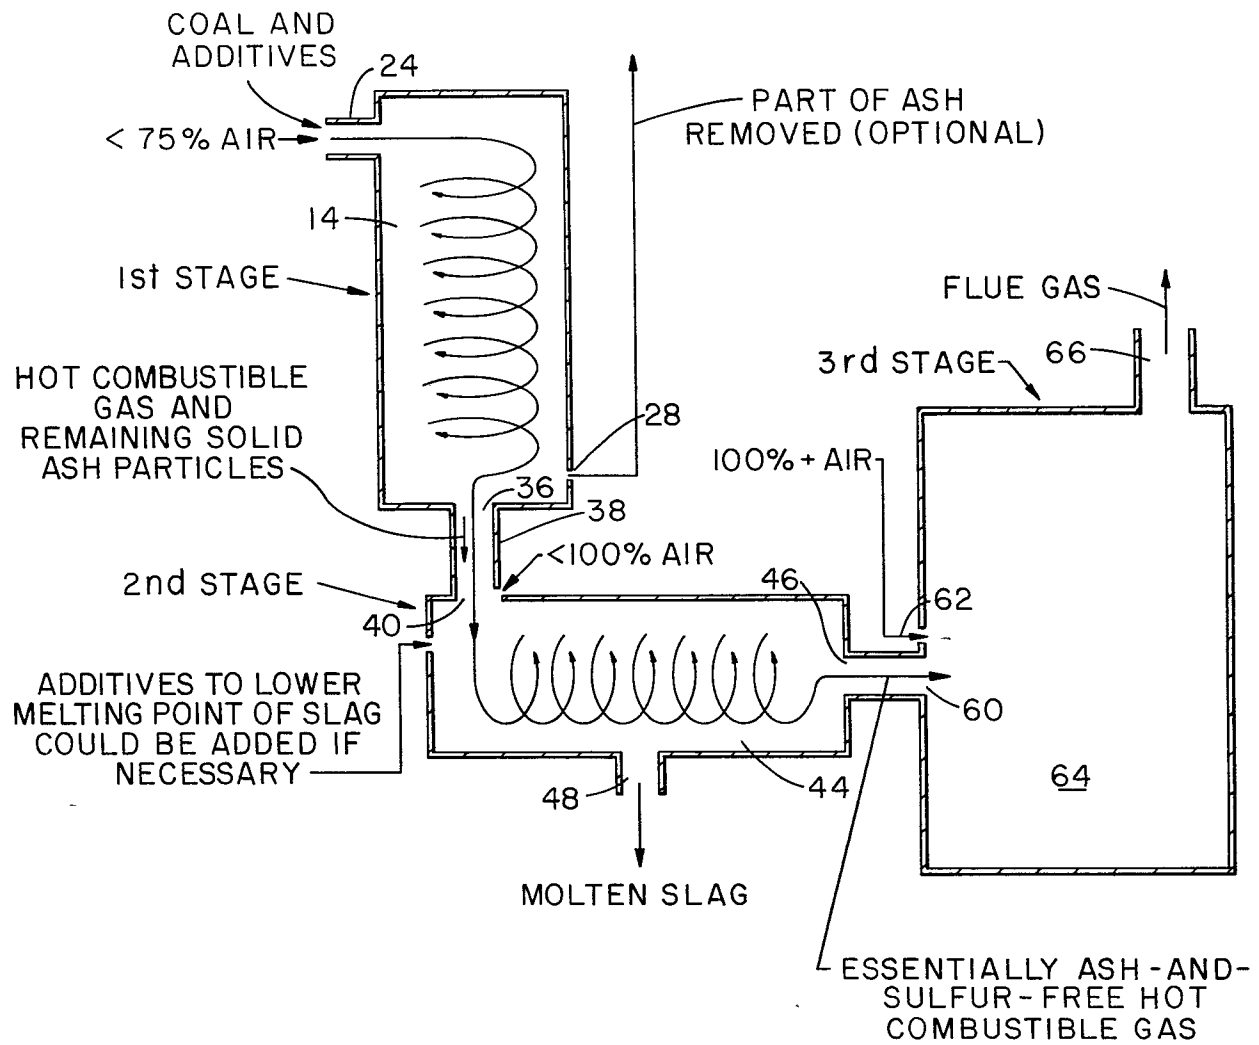 COAL AND
ADDITIVES
24
< 75% AIR
PART OF ASH
REMOVED (OPTIONAL)
14
1st STAGE
FLUE GAS
66
3rd STAGE
HOT COMBUSTIBLE
GAS AND
REMAINING SOLID
ASH PARTICLES
28
100% + AIR
36
38
<100% AIR
2nd STAGE
40
46
62
ADDITIVES TO LOWER
MELTING POINT OF SLAG
COULD BE ADDED IF
NECESSARY
60
64
48
44
MOLTEN SLAG
ESSENTIALLY ASH-AND-
SULFUR-FREE HOT
COMBUSTIBLE GAS